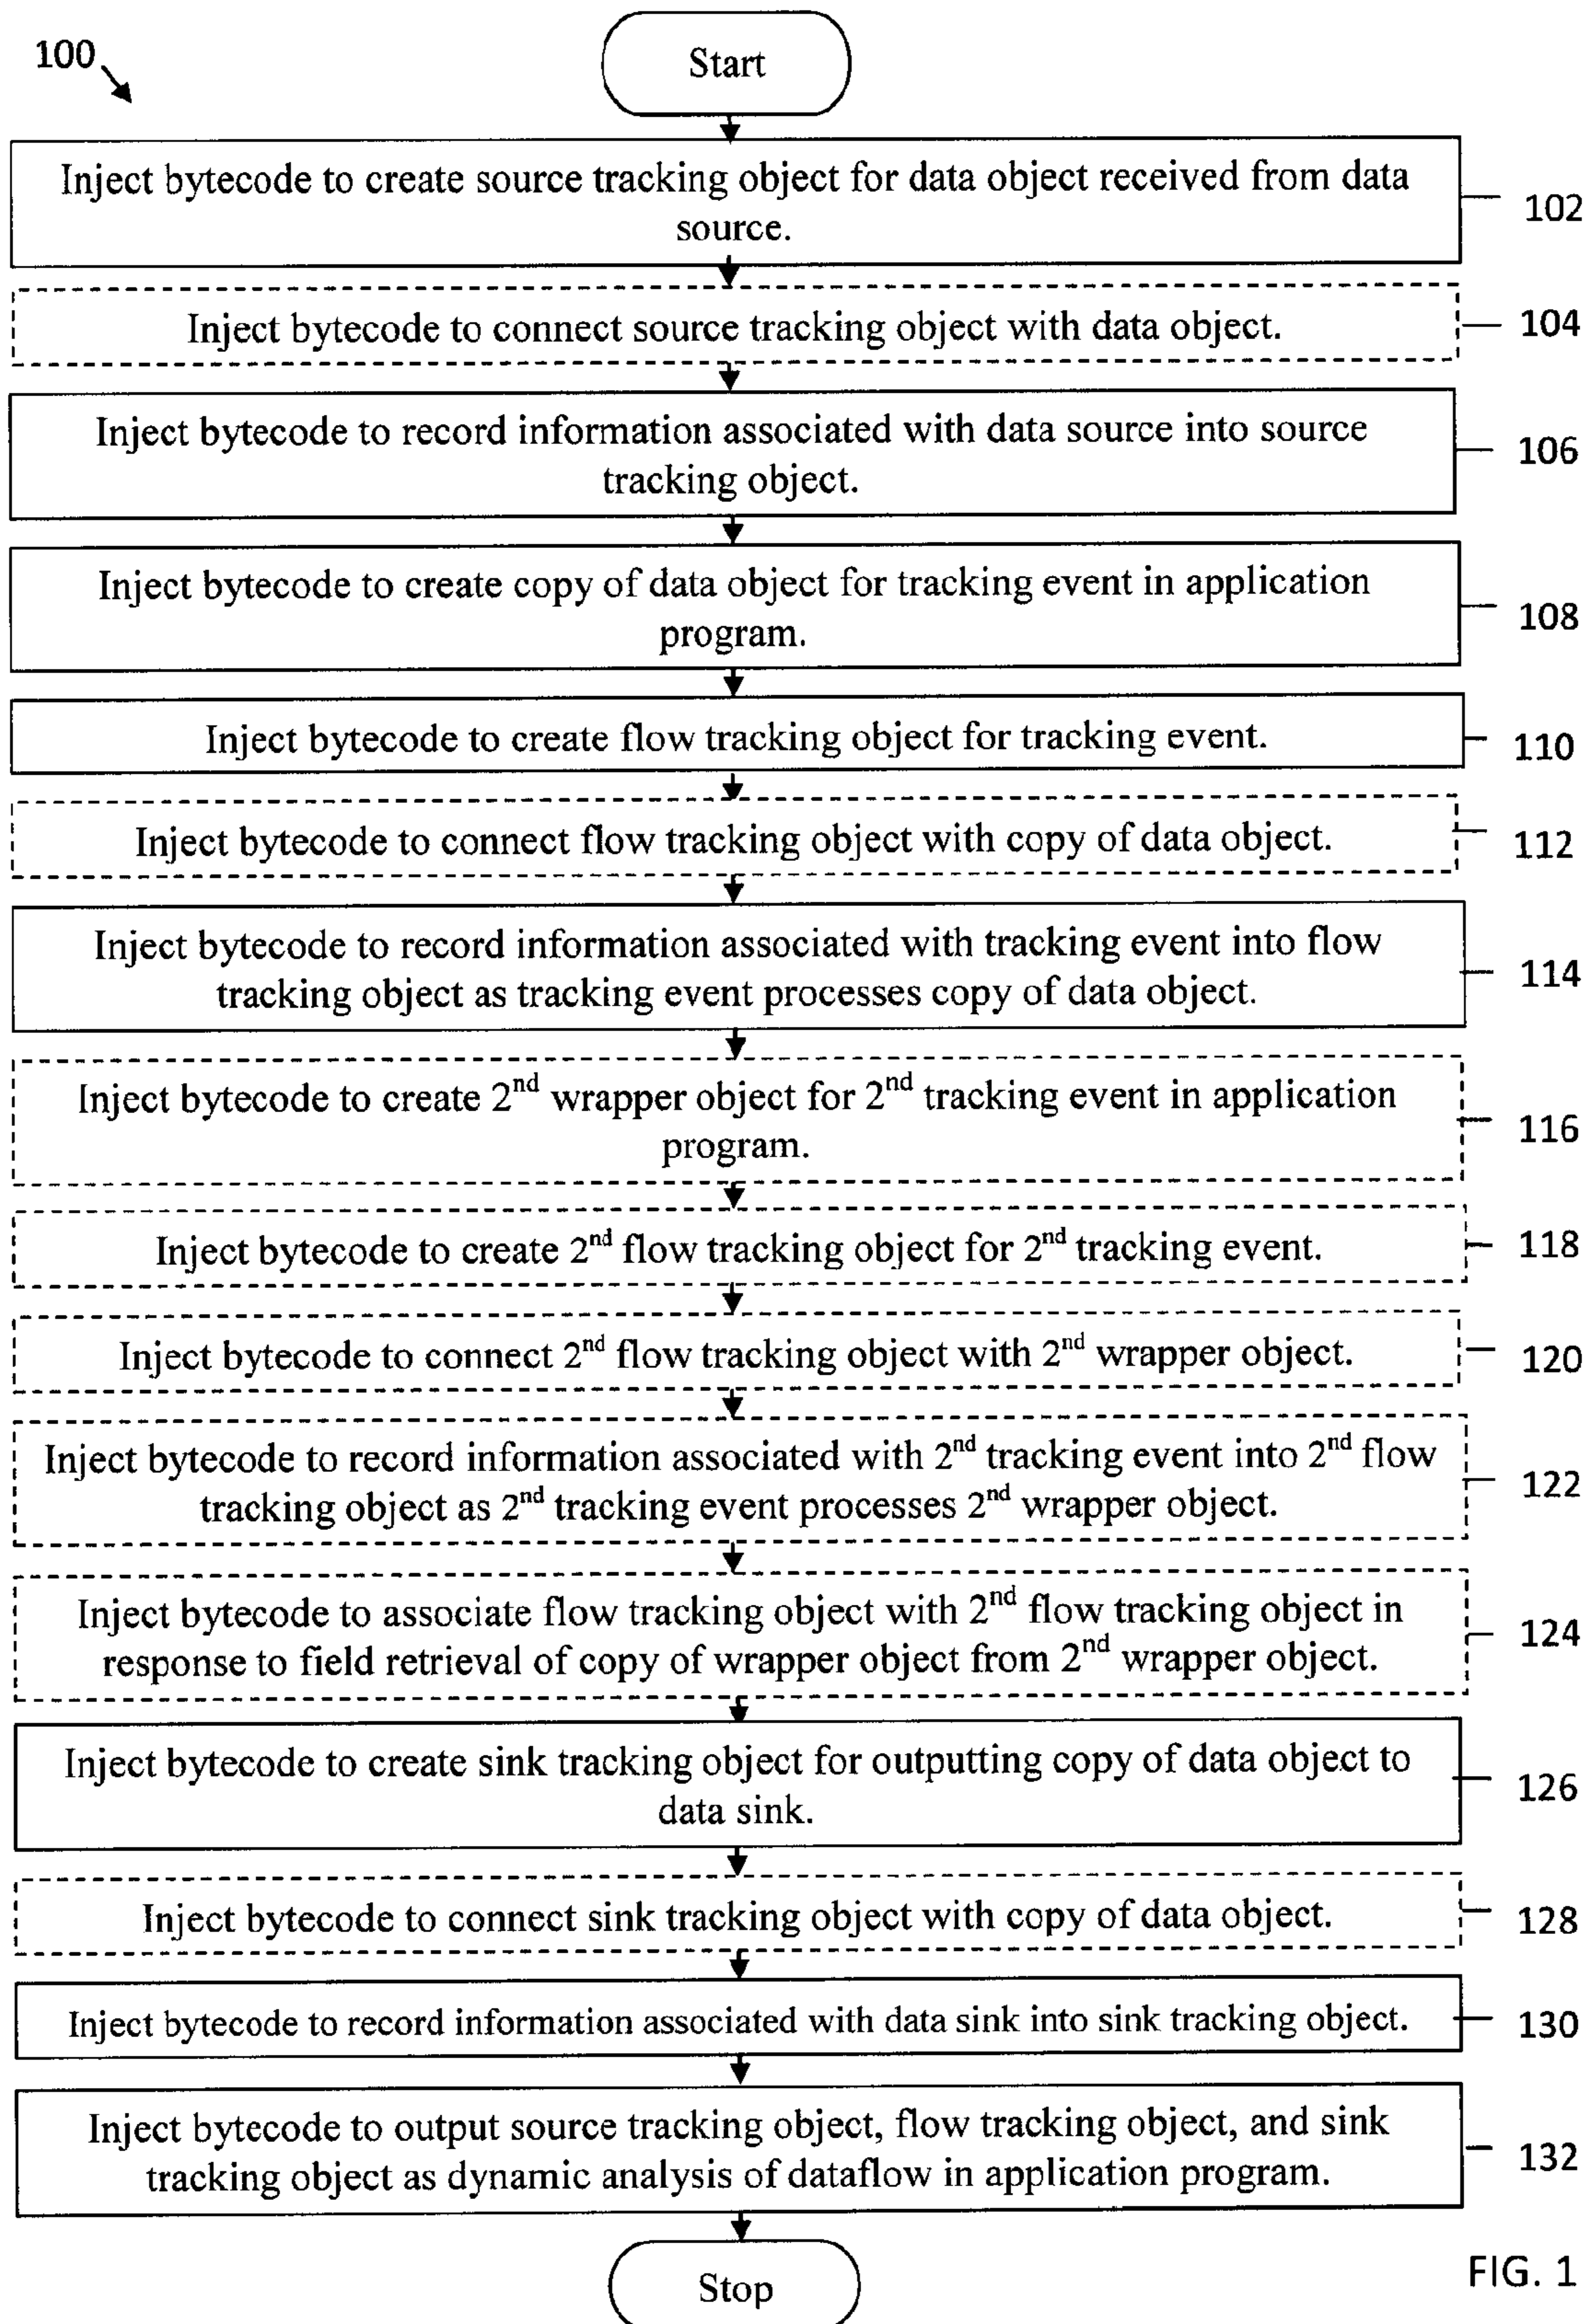 100
Start
Inject bytecode to create source tracking object for data object received from data
source.
102
Inject bytecode to connect source tracking object with data object.
104
Inject bytecode to record information associated with data source into source
tracking object.
106
Inject bytecode to create copy of data object for tracking event in application
program.
108
Inject bytecode to create flow tracking object for tracking event.
110
Inject bytecode to connect flow tracking object with copy of data object.
112
Inject bytecode to record information associated with tracking event into flow
tracking object as tracking event processes copy of data object.
114
Inject bytecode to create 2nd wrapper object for 2nd tracking event in application
program.
116
Inject bytecode to create 2nd flow tracking object for 2nd tracking event.
118
Inject bytecode to connect 2nd flow tracking object with 2nd wrapper object.
120
Inject bytecode to record information associated with 2nd tracking event into 2nd flow
tracking object as 2nd tracking event processes 2nd wrapper object.
122
Inject bytecode to associate flow tracking object with 2nd flow tracking object in
response to field retrieval of copy of wrapper object from 2nd wrapper object.
124
Inject bytecode to create sink tracking object for outputting copy of data object to
data sink.
126
Inject bytecode to connect sink tracking object with copy of data object.
128
Inject bytecode to record information associated with data sink into sink tracking object.
130
Inject bytecode to output source tracking object, flow tracking object, and sink
tracking object as dynamic analysis of dataflow in application program.
132
Stop
FIG. 1